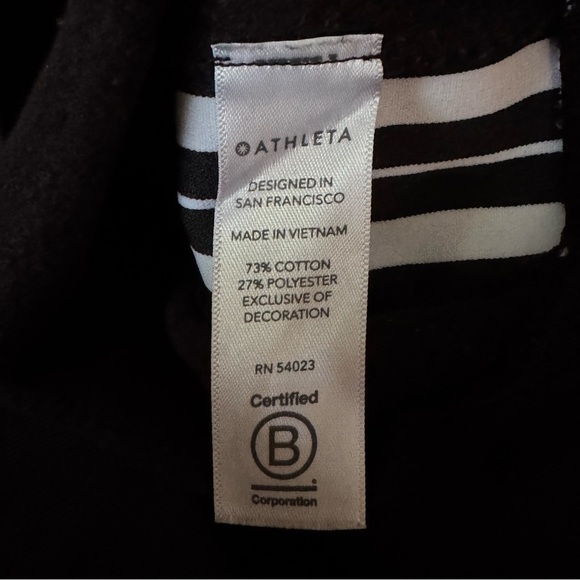 ATHLETA
DESIGNED IN
SAN FRANCISCO
MADE IN VIETNAM
73% COTTON
27% POLYESTER
EXCLUSIVE OF
DECORATION
RN 54023
Certified
B
Corporation